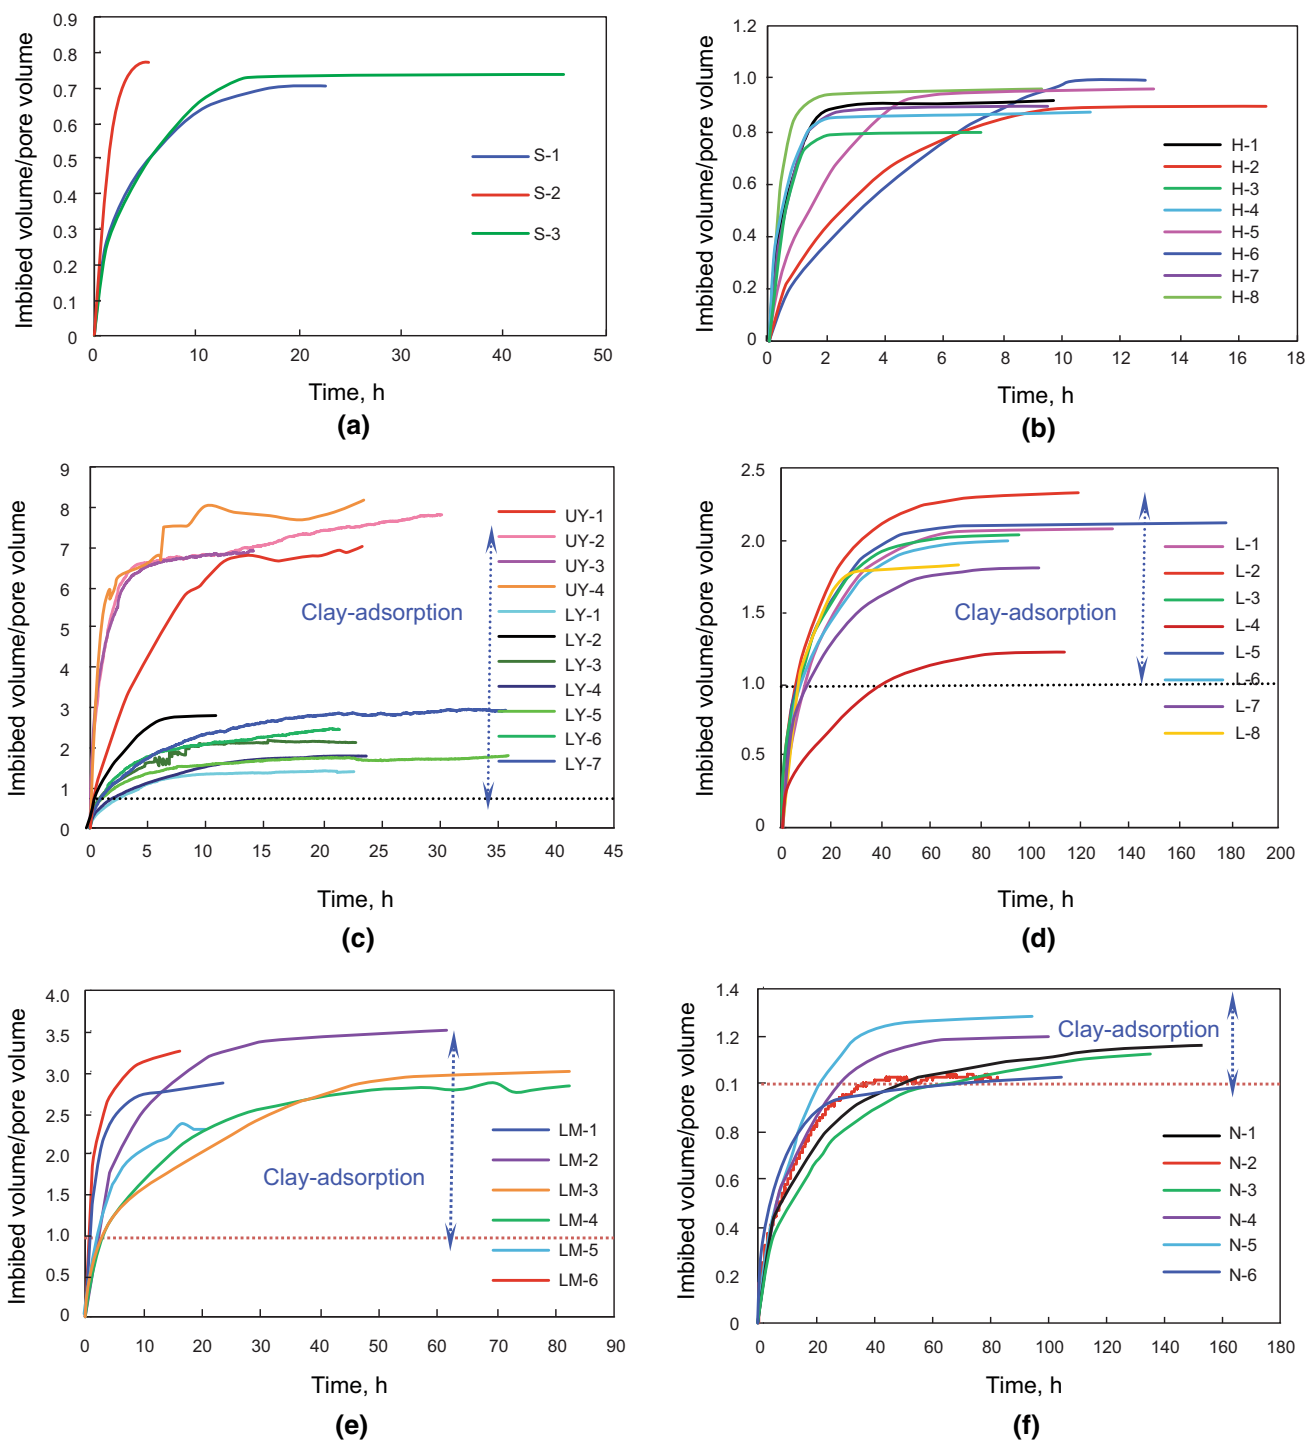 0.9
0.8
0.7
0.6
0.5
0.4
0.3
0.2
0.1
0
Imbibed volume/pore volume
S-1
S-2
S-3
0 10 20 30 40 50
Time, h
(a)
1.2
1.0
0.8
0.6
0.4
0.2
0
Imbibed volume/pore volume
H-1
H-2
H-3
H-4
H-5
H-6
H-7
H-8
0 2 4 6 8 10 12 14 16 18
Time, h
(b)
9
8
7
6
5
4
3
2
1
0
Imbibed volume/pore volume
Clay-adsorption
UY-1
UY-2
UY-3
UY-4
LY-1
LY-2
LY-3
LY-4
LY-5
LY-6
LY-7
0 5 10 15 20 25 30 35 40 45
Time, h
(c)
2.5
2.0
1.5
1.0
0.5
0
Imbibed volume/pore volume
Clay-adsorption
L-1
L-2
L-3
L-4
L-5
L-6
L-7
L-8
0 20 40 60 80 100 120 140 160 180 200
Time, h
(d)
4.0
3.5
3.0
2.5
2.0
1.5
1.0
0.5
0
Imbibed volume/pore volume
Clay-adsorption
LM-1
LM-2
LM-3
LM-4
LM-5
LM-6
0 10 20 30 40 50 60 70 80 90
Time, h
(e)
1.4
1.2
0.1
0.8
0.6
0.4
0.2
0
Imbibed volume/pore volume
Clay-adsorption
N-1
N-2
N-3
N-4
N-5
N-6
0 20 40 60 80 100 120 140 160 180
Time, h
(f)